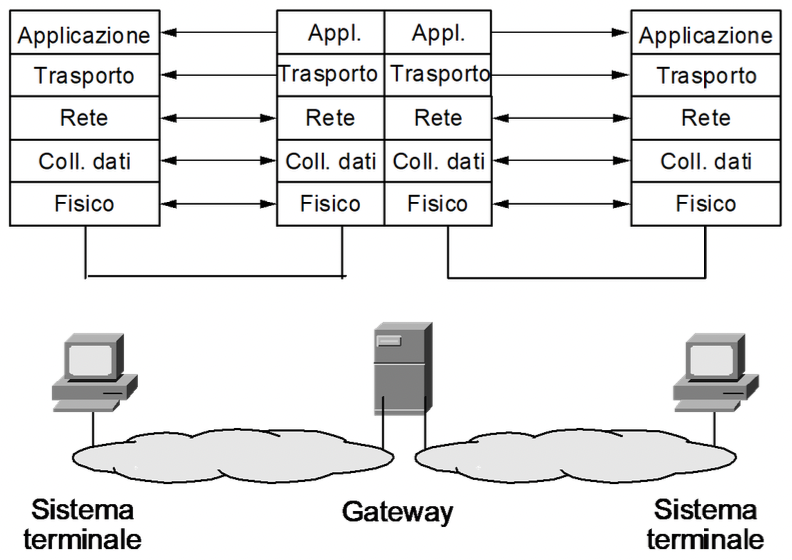 Applicazione Appl. Appl. Applicazione
Trasporto Trasporto Trasporto Trasporto
Rete Rete Rete Rete
Coll. dati Coll. dati Coll. dati Coll. dati
Fisico Fisico Fisico Fisico
Sistema terminale
Gateway
Sistema terminale